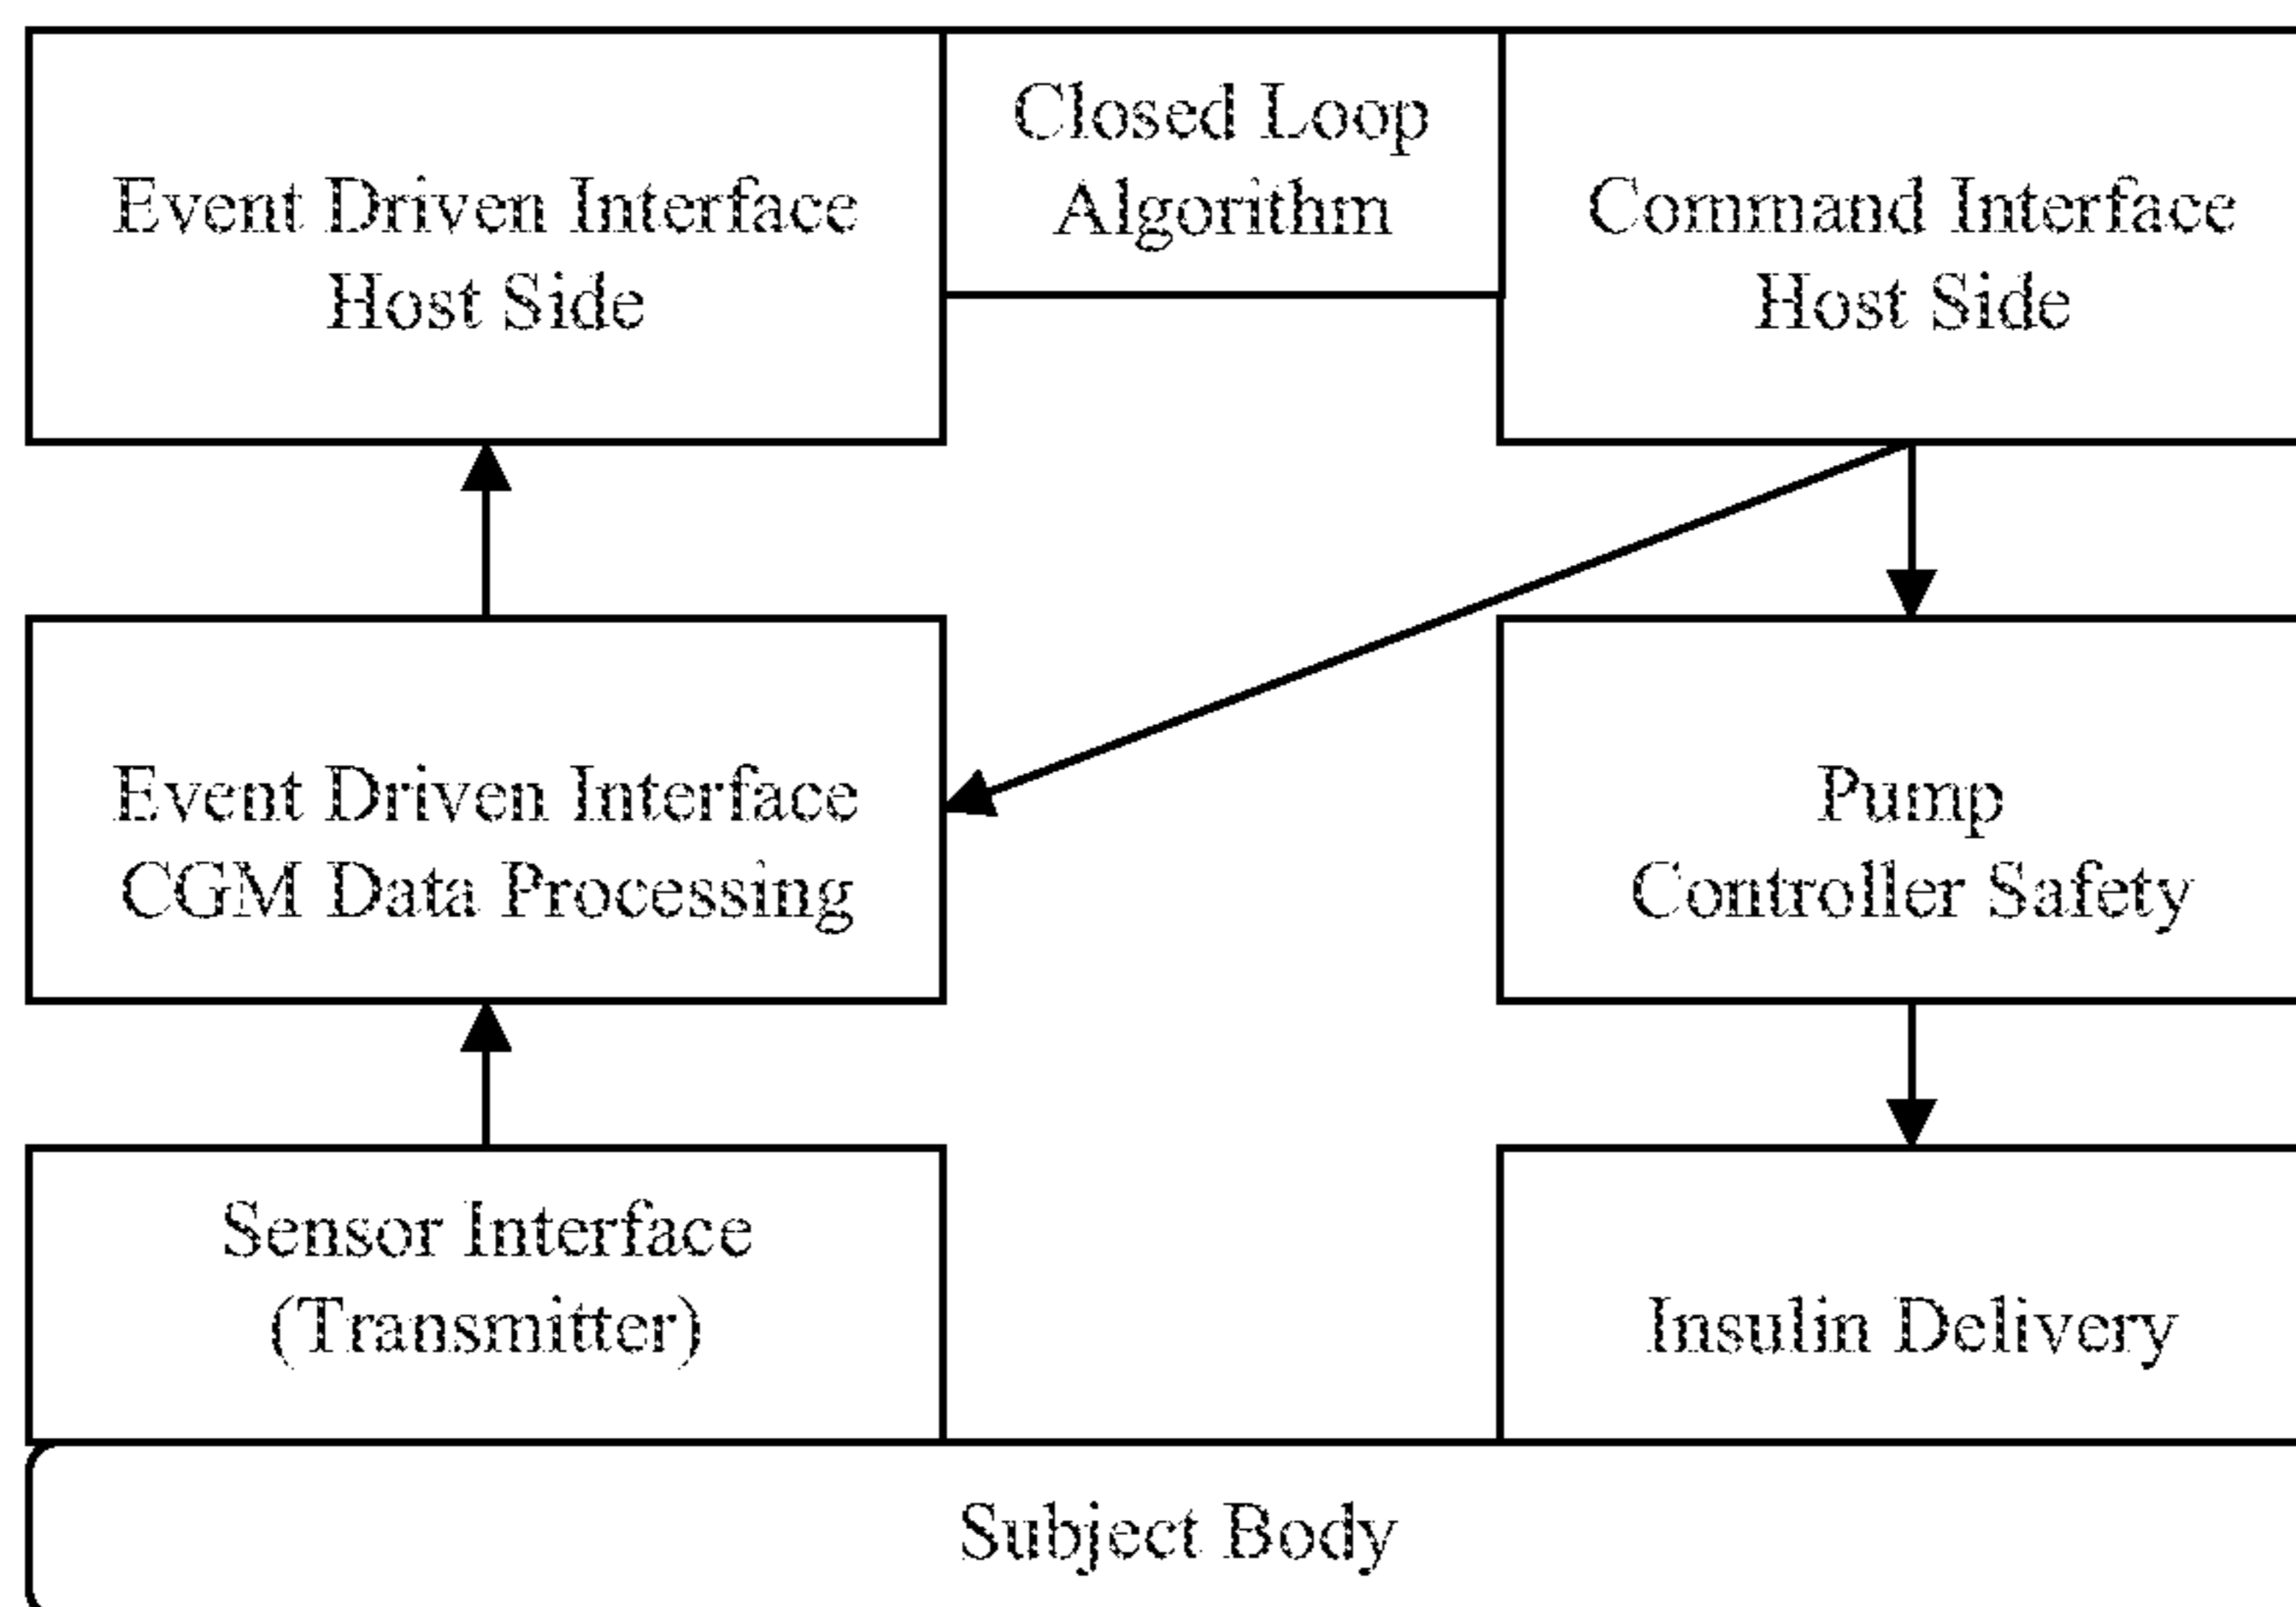 Event Driven Interface
Host Side
Closed Loop
Algorithm
Command Interface
Host Side
Event Driven Interface
CGM Data Processing
Pump
Controller Safety
Sensor Interface
(Transmitter)
Insulin Delivery
Subject Body